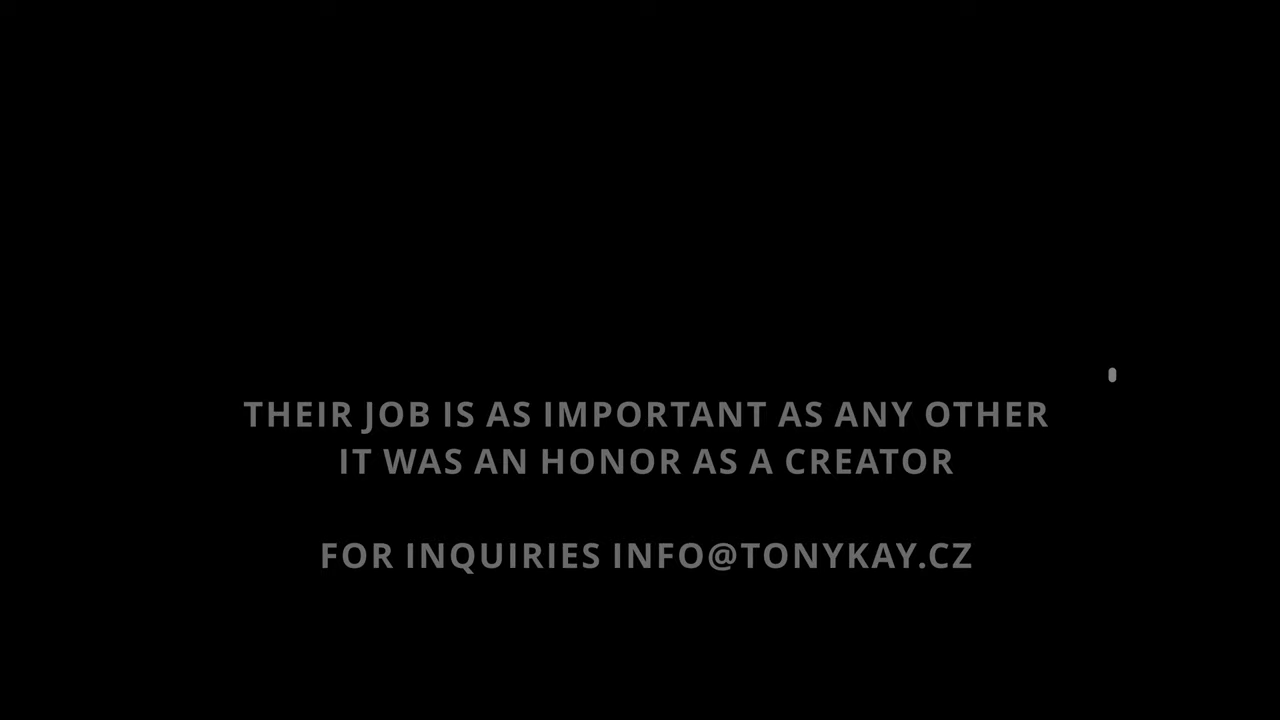 THEIR JOB IS AS IMPORTANT AS ANY OTHER
IT WAS AN HONOR AS A CREATOR
FOR INQUIRIES INFO@TONYKAY.CZ